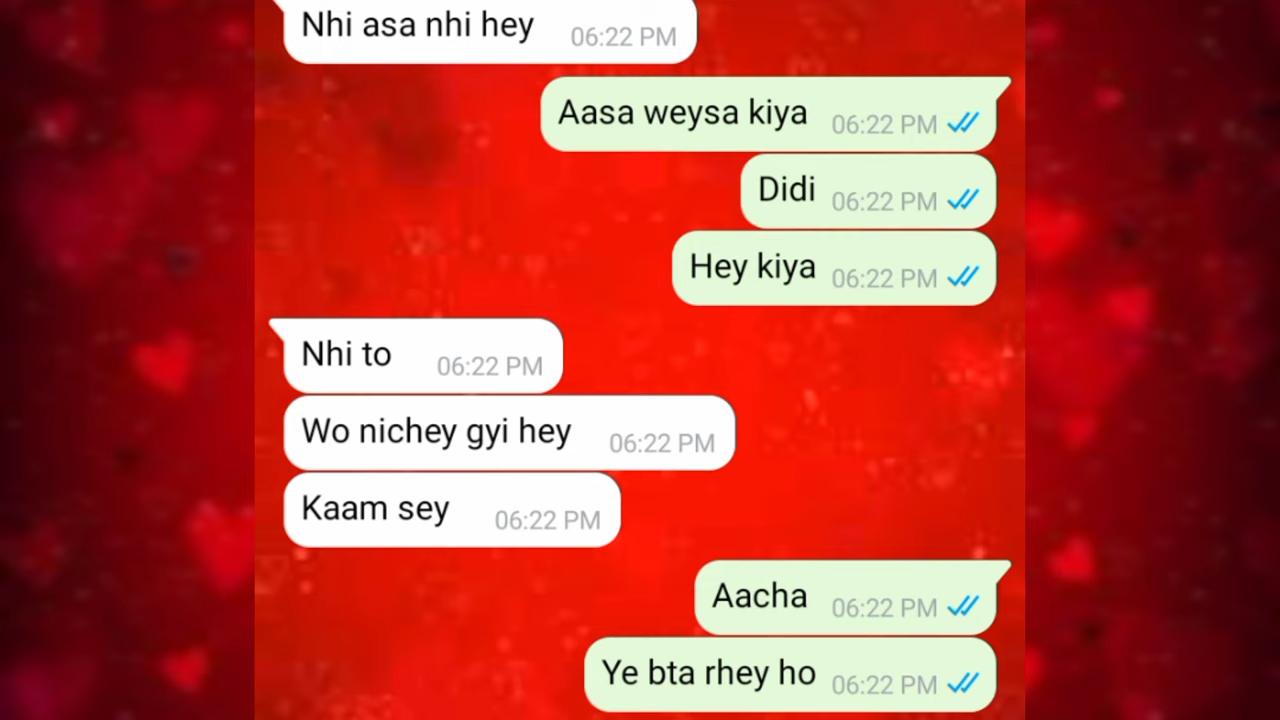 Nhi asa nhi hey 06:22 PM
Aasa weysa kiya 06:22 PM
Didi 06:22 PM
Hey kiya 06:22 PM
Nhi to 06:22 PM
Wo nichey gyi hey 06:22 PM
Kaam sey 06:22 PM
Aacha 06:22 PM
Ye bta rhey ho 06:22 PM